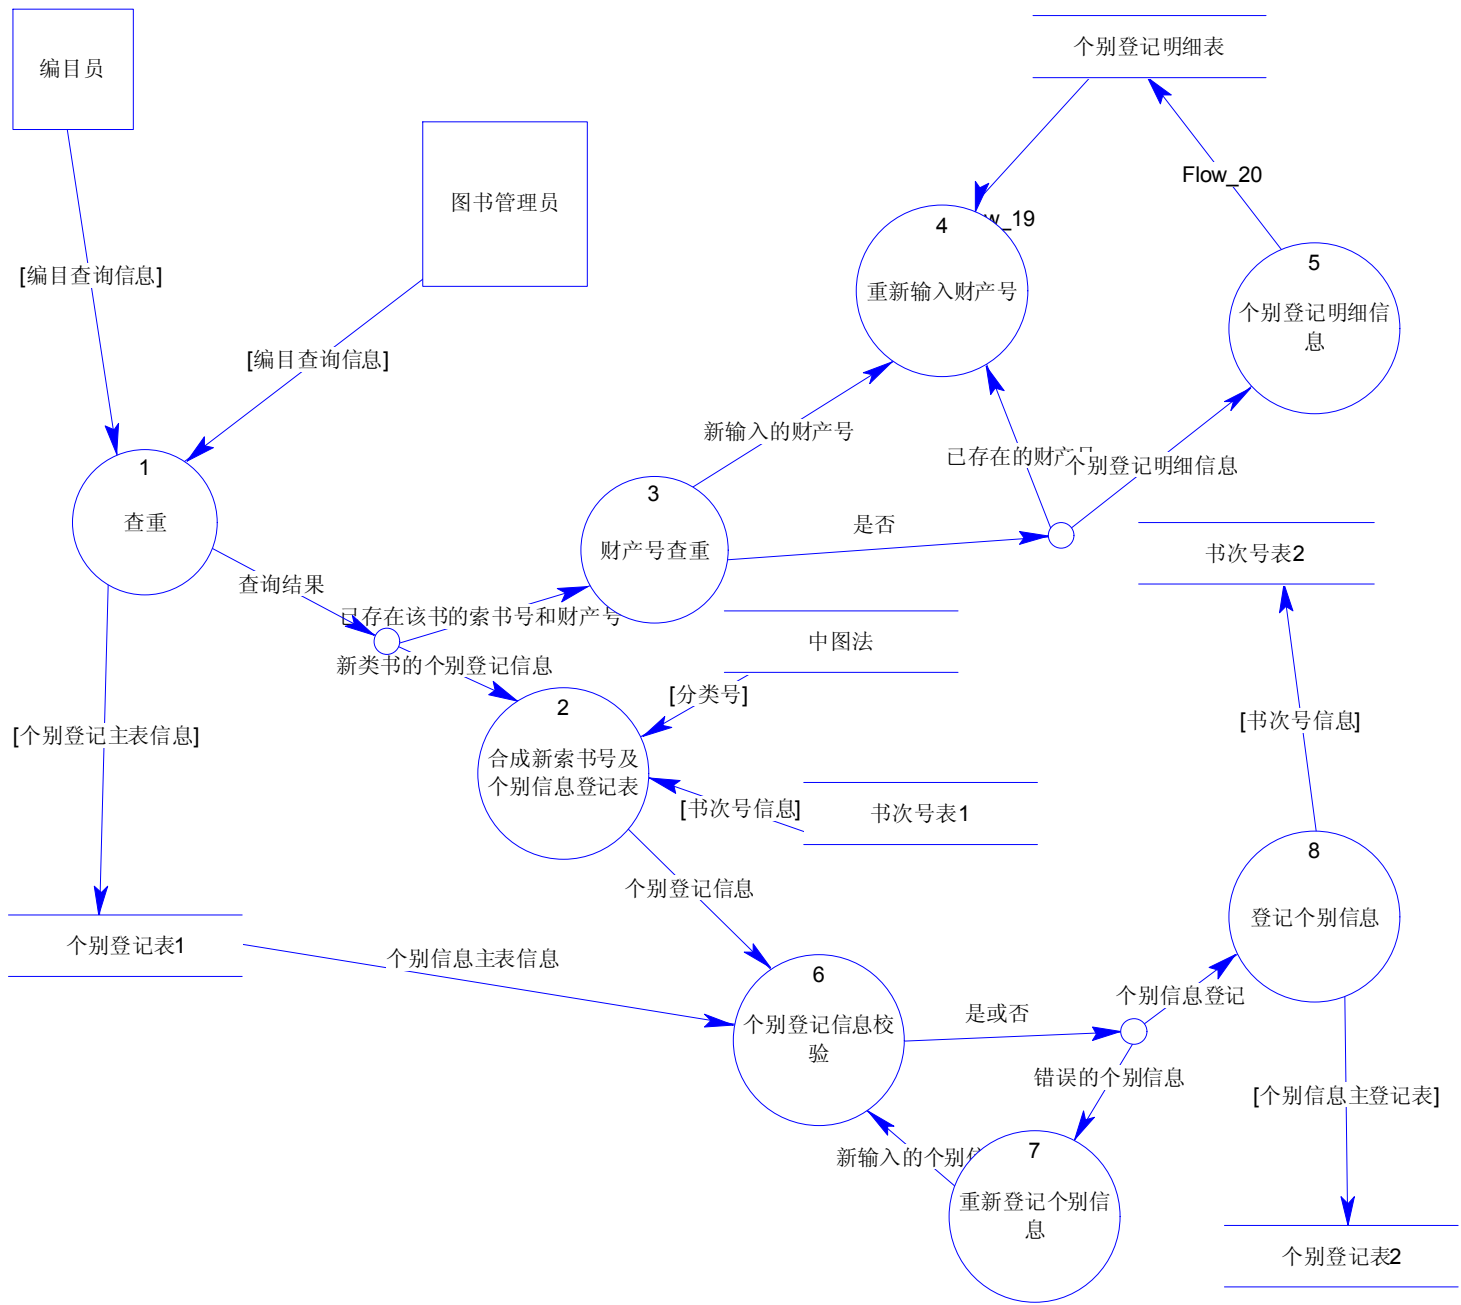 个别登记明细表
编目员
图书管理员
Flow_20
4
w_19
重新输入财产号
5
个别登记明细信
息
[编目查询信息]
[编目查询信息]
新输入的财产号
已存在的财产号
个别登记明细信息
1
查重
3
财产号查重
是否
书次号表2
查询结果
已存在该书的索书号和财产号
中图法
新类书的个别登记信息
[分类号]
2
合成新索书号及
个别信息登记表
[个别登记主表信息]
[书次号信息]
[书次号信息]
书次号表1
8
登记个别信息
个别登记信息
个别登记表1
个别信息主表信息
6
个别登记信息校
验
是或否
个别信息登记
错误的个别信息
[个别信息主登记表]
新输入的个别信
7
重新登记个别信
息
个别登记表2